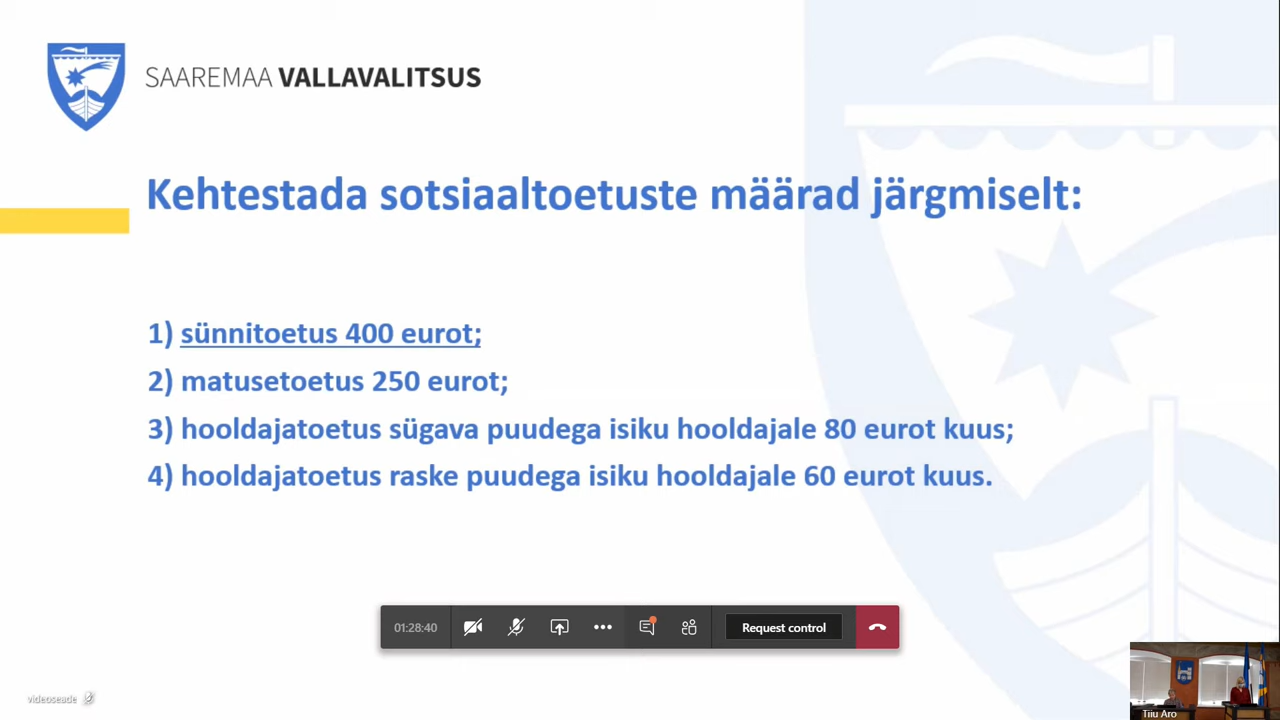 SAAREMAA VALLAVALITSUS
Kehtestada sotsiaaltoetuste määrad järgmiselt:
1) sünnitoetus 400 eurot;
2) matusetoetus 250 eurot;
3) hooldajatoetus sügava puudega isiku hooldajale 80 eurot kuus;
4) hooldajatoetus raske puudega isiku hooldajale 60 eurot kuus.
01:28:40
Request control
videoseade
Tiiu Aro